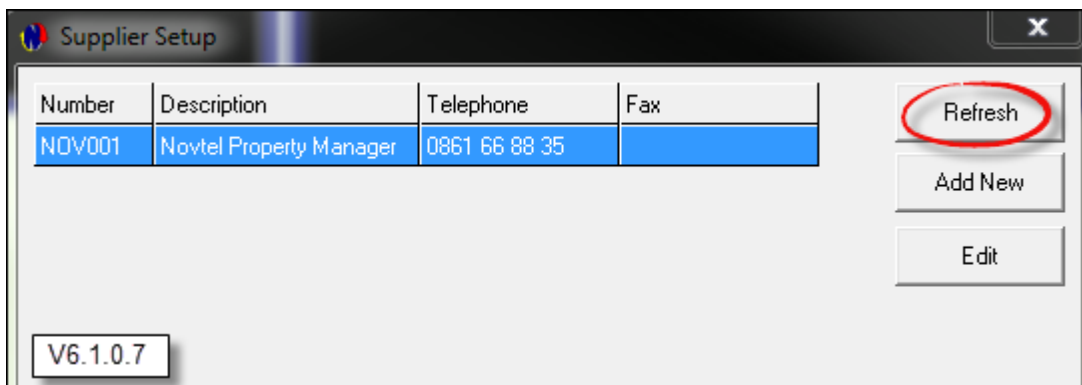 Supplier Setup
x
Number Description Telephone Fax
NOV001 Novtel Property Manager 0861 66 88 35
Refresh
Add New
Edit
V6.1.0.7